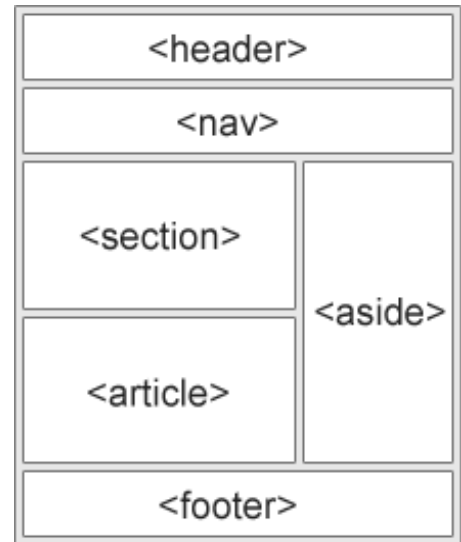 <header>
<nav>
<section>
<aside>
<article>
<footer>